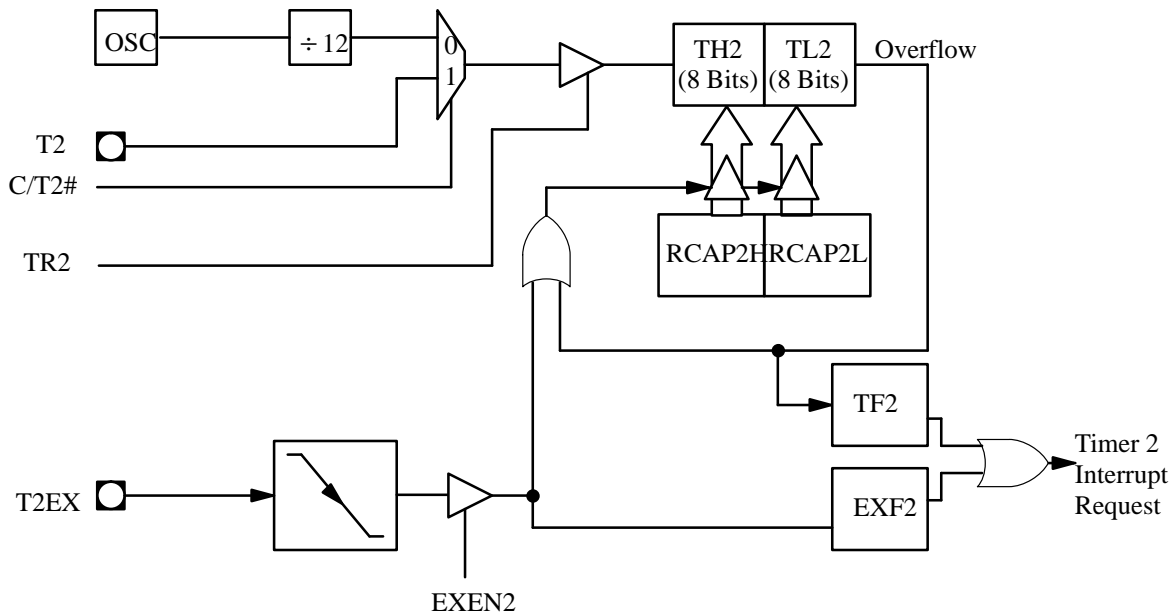 OSC
÷ 12
0
1
TH2
(8 Bits)
TL2
(8 Bits)
Overflow
T2
C/T2#
TR2
RCAP2H
RCAP2L
TF2
T2EX
EXF2
Timer 2
Interrupt
Request
EXEN2